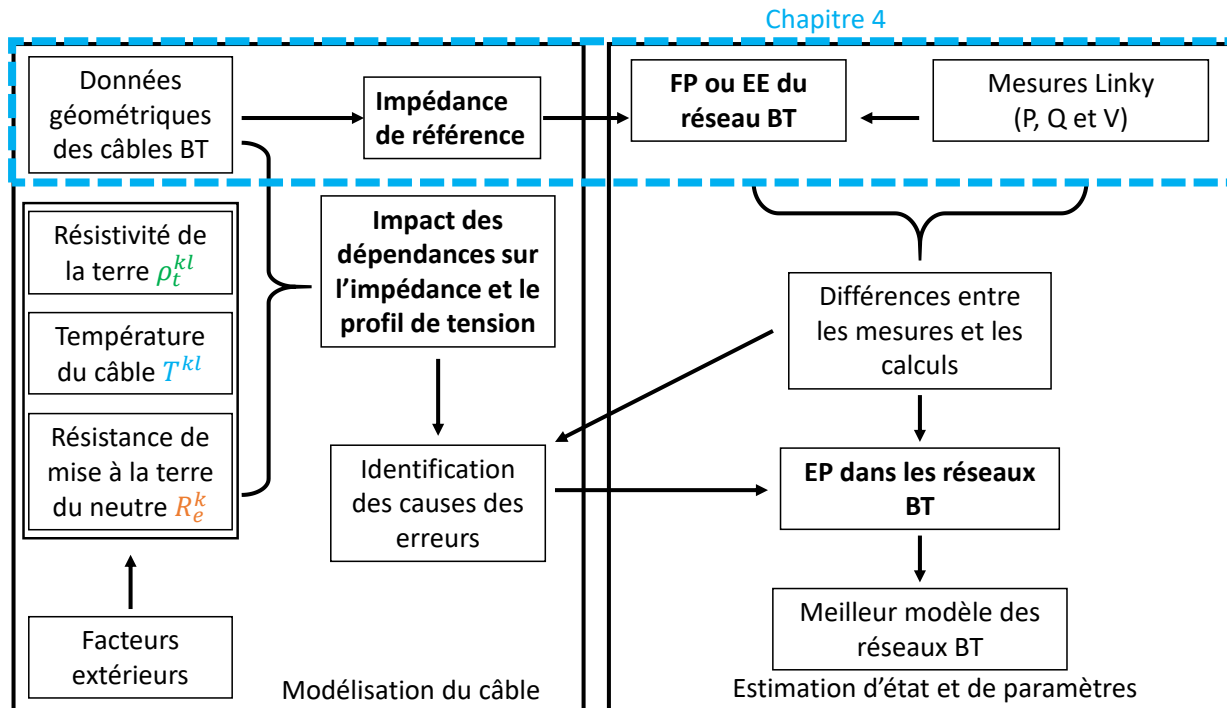 Chapitre 4
Données
géométriques
des câbles BT
Impédance
de référence
FP ou EE du
réseau BT
Mesures Linky
(P, Q et V)
Résistivité de
la terre ρ_t^{kl}
Température
du câble T^{kl}
Résistance de
mise à la terre
du neutre R_e^k
Facteurs
extérieurs
Impact des
dépendances sur
l’impédance et le
profil de tension
Identification
des causes des
erreurs
Modélisation du câble
Différences entre
les mesures et les
calculs
EP dans les réseaux
BT
Meilleur modèle des
réseaux BT
Estimation d’état et de paramètres